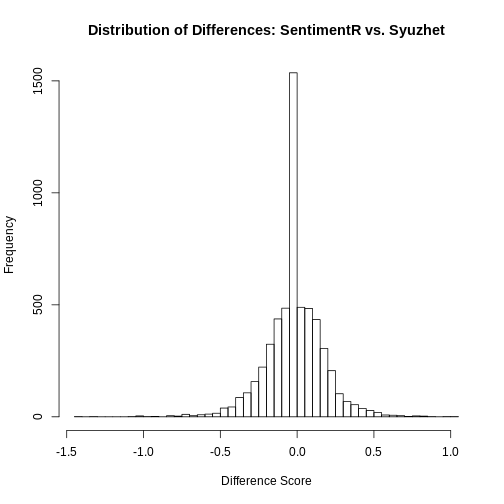 Distribution of Differences: SentimentR vs. Syuzhet
Frequency
1500
1000
500
0
-1.5 -1.0 -0.5 0.0 0.5 1.0
Difference Score